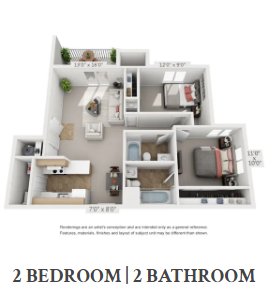 13'0" x 16'0"
12'0" x 9'0"
11'0" x 10'0"
7'0" x 8'0"
Renderings are an artist's conception and are intended only as a general reference.
Features, materials, finishes and layout of subject unit may be different than shown.
2 BEDROOM | 2 BATHROOM